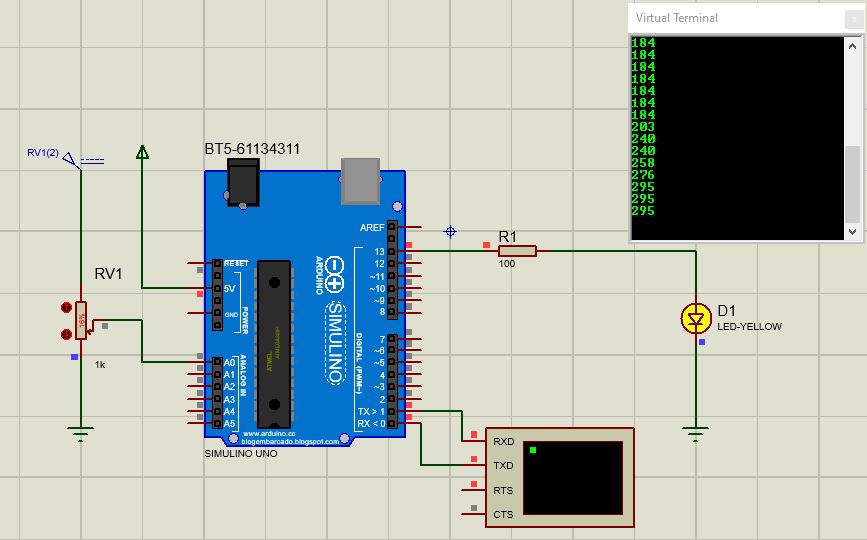 Virtual Terminal
184
184
184
184
184
184
184
203
240
240
258
276
295
295
295
BT5-61134311
RV1(2)
RV1
16%
1k
RESET
5V
GND
POWER
ANALOG IN
A0
A1
A2
A3
A4
A5
ATMEL
ARDUINO
SIMULINO
AREF
13
12
~11
~10
~9
8
7
~6
~5
4
~3
2
TX > 1
RX < 0
DIGITAL (PWM~)
www.arduino.cc
blogembarcado.blogspot.com
SIMULINO UNO
R1
100
D1
LED-YELLOW
RXD
TXD
RTS
CTS